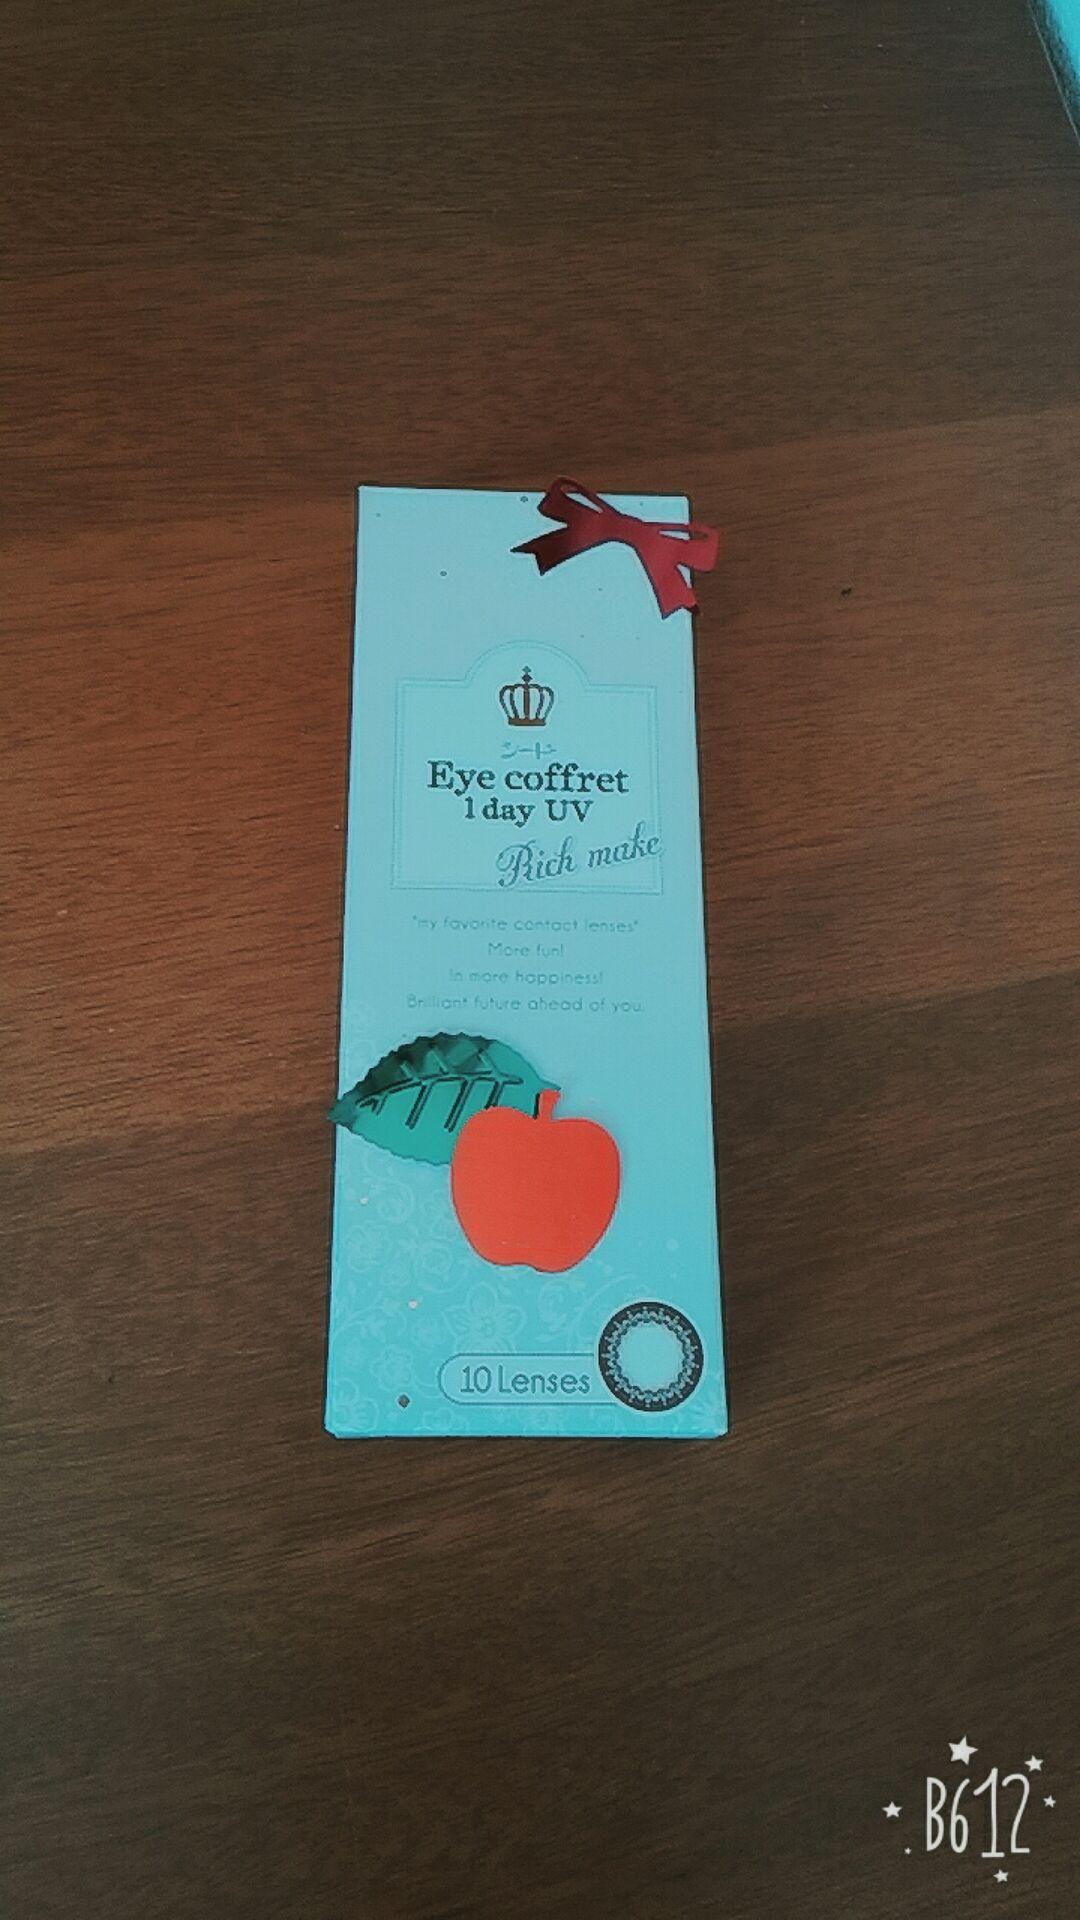 シード
Eye coffret
1 day UV
Rich make
"my favorite contact lenses"
More fun!
In more happiness!
Brilliant future ahead of you.
10 Lenses
B612